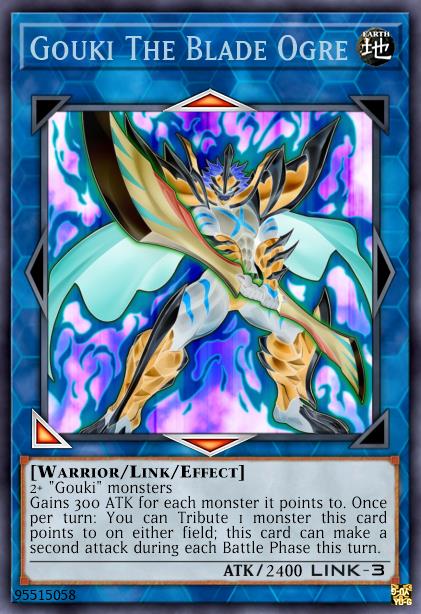 Gouki The Blade Ogre
EARTH
地
[Warrior/Link/Effect]
2+ "Gouki" monsters
Gains 300 ATK for each monster it points to. Once
per turn: You can Tribute 1 monster this card
points to on either field; this card can make a
second attack during each Battle Phase this turn.
ATK/2400 LINK-3
95515058